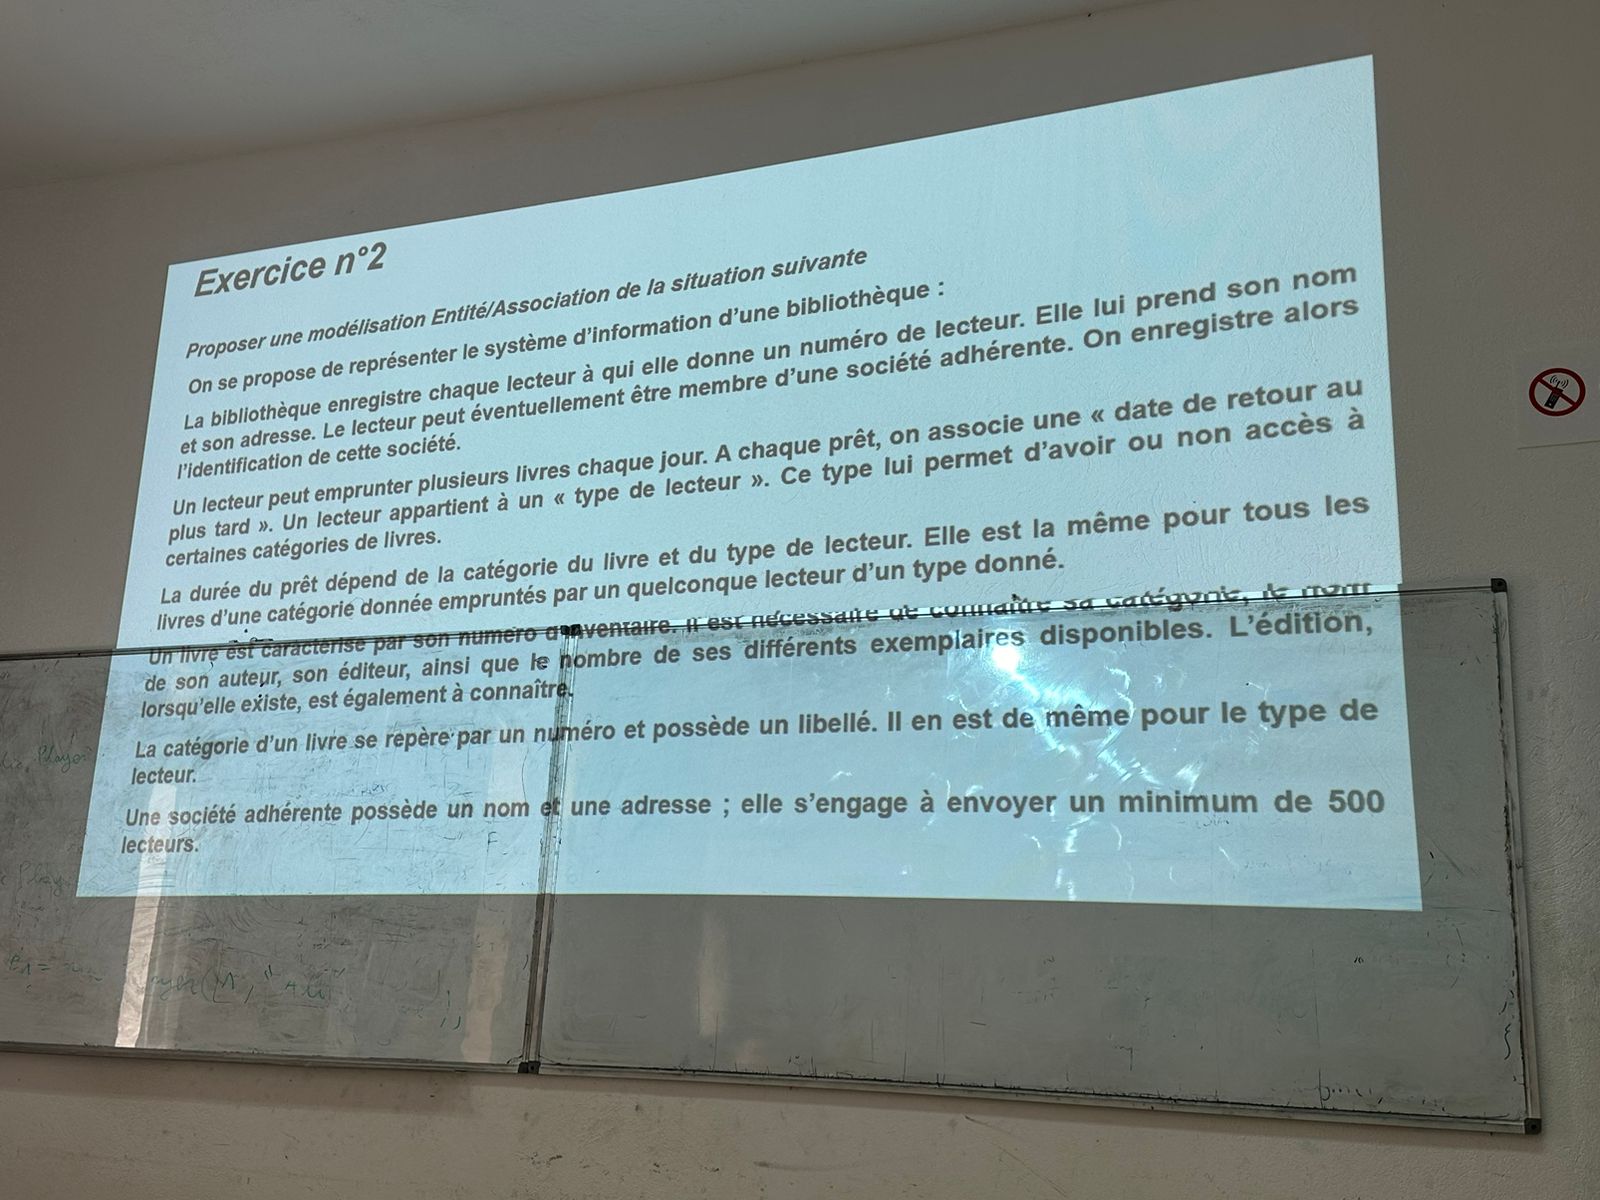 Exercice n°2
Proposer une modélisation Entité/Association de la situation suivante
On se propose de représenter le système d'information d'une bibliothèque :
La bibliothèque enregistre chaque lecteur à qui elle donne un numéro de lecteur. Elle lui prend son nom
et son adresse. Le lecteur peut éventuellement être membre d'une société adhérente. On enregistre alors
l'identification de cette société.
Un lecteur peut emprunter plusieurs livres chaque jour. A chaque prêt, on associe une « date de retour au
plus tard ». Un lecteur appartient à un « type de lecteur ». Ce type lui permet d'avoir ou non accès à
certaines catégories de livres.
La durée du prêt dépend de la catégorie du livre et du type de lecteur. Elle est la même pour tous les
livres d'une catégorie donnée empruntés par un quelconque lecteur d'un type donné.
Un livre est caractérisé par son numéro d'inventaire. Il est nécessaire de connaître sa catégorie, le nom
de son auteur, son éditeur, ainsi que le nombre de ses différents exemplaires disponibles. L'édition,
lorsqu'elle existe, est également à connaître.
La catégorie d'un livre se repère par un numéro et possède un libellé. Il en est de même pour le type de
lecteur.
Une société adhérente possède un nom et une adresse ; elle s'engage à envoyer un minimum de 500
lecteurs.
Player